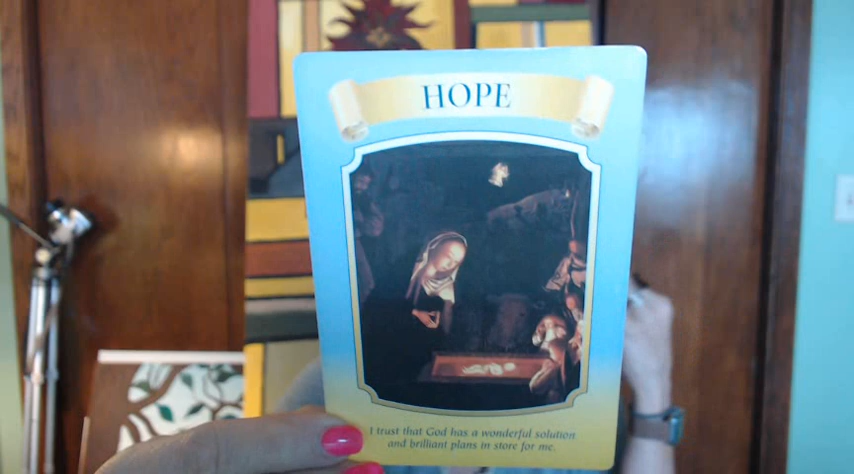 HOPE
I trust that God has a wonderful solution
and brilliant plans in store for me.